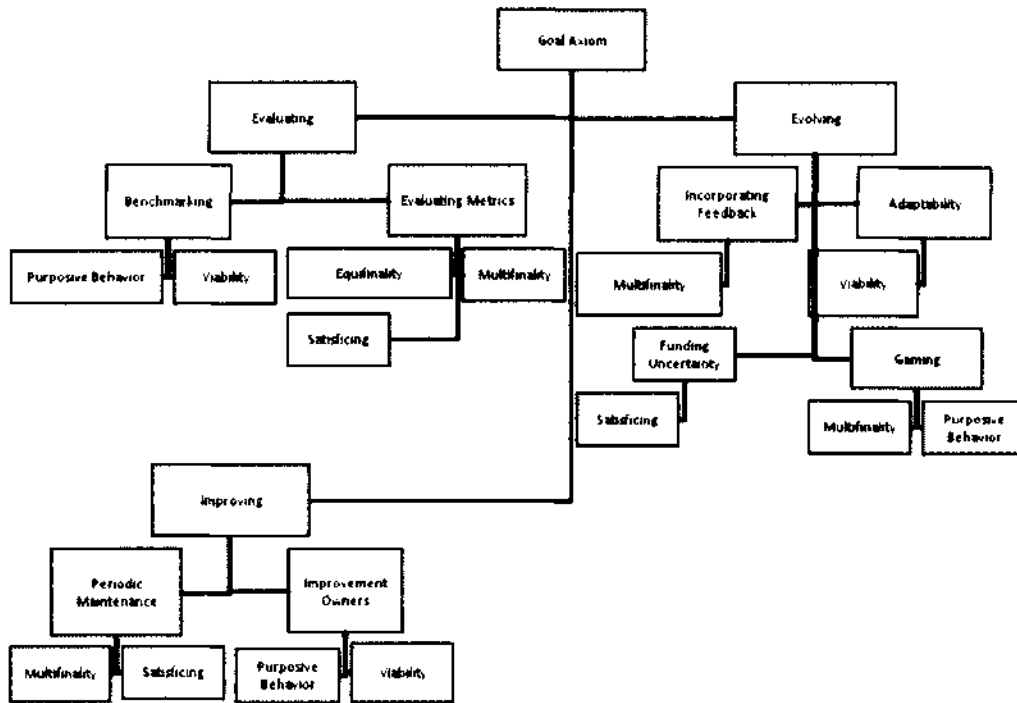 Goal Axiom
Evaluating
Evolving
Benchmarking
Evaluating Metrics
Incorporating
Feedback
Adaptability
Purposive Behavior
Viability
Equifinality
Multifinality
Multifinality
Viability
Satisficing
Funding
Uncertainty
Gaming
Satisficing
Multifinality
Purposive
Behavior
Improving
Periodic
Maintenance
Improvement
Owners
Multifinality
Satisficing
Purposive
Behavior
Viability